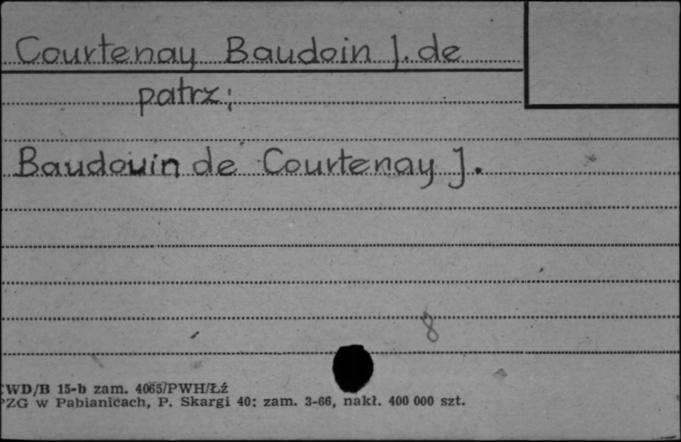 Courtenay Baudoin J. de
patrz:
Baudouin de Courtenay J.
8
WD/B 15-b zam. 4065/PWH/Łź
PZG w Pabianicach, P. Skargi 40; zam. 3-66, nakł. 400 000 szt.